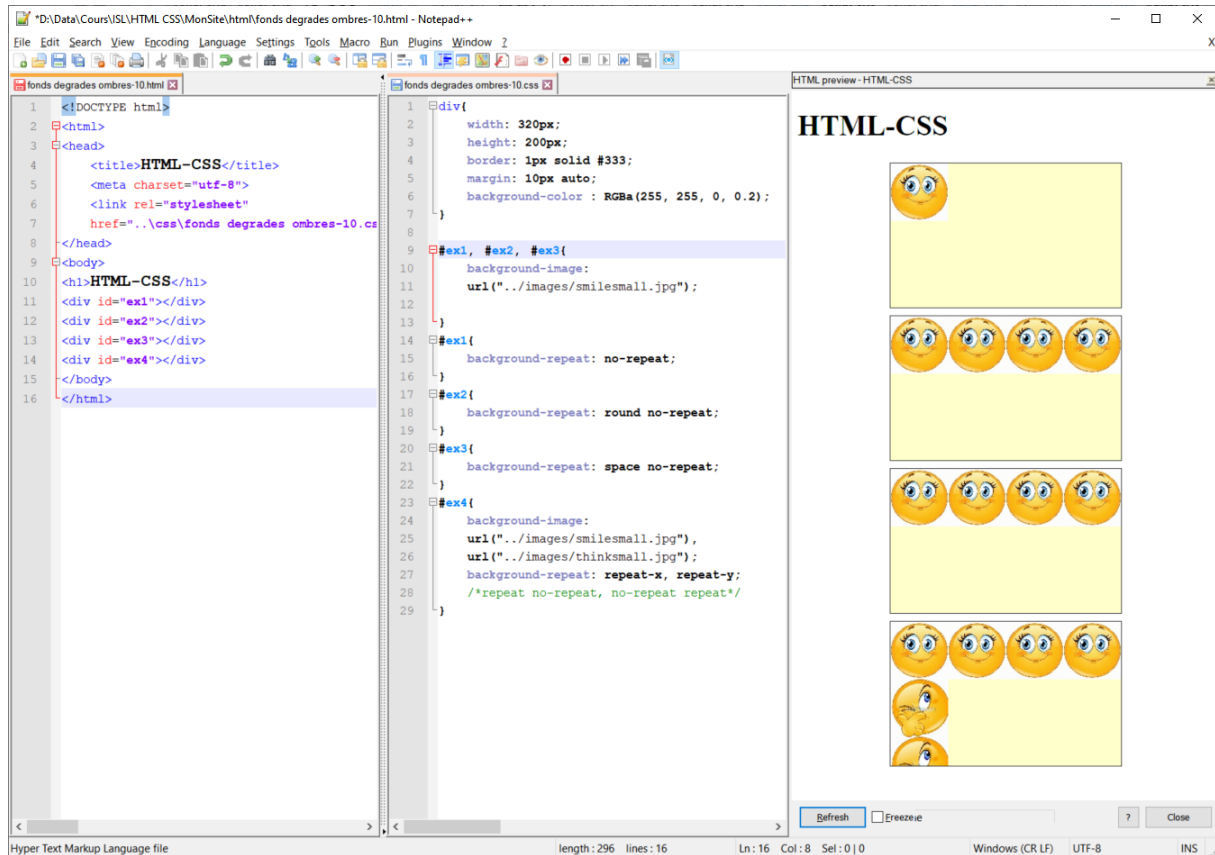 *D:\Data\Cours\ISL\HTML CSS\MonSite\html\fonds degrades ombres-10.html - Notepad++
File Edit Search View Encoding Language Settings Tools Macro Run Plugins Window ? X
fonds degrades ombres-10.html
1 <!DOCTYPE html>
2 <html>
3 <head>
4 <title>HTML-CSS</title>
5 <meta charset="utf-8">
6 <link rel="stylesheet"
7 href="..\css\fonds degrades ombres-10.cs
8 </head>
9 <body>
10 <h1>HTML-CSS</h1>
11 <div id="ex1"></div>
12 <div id="ex2"></div>
13 <div id="ex3"></div>
14 <div id="ex4"></div>
15 </body>
16 </html>
fonds degrades ombres-10.css
1 div{
2 width: 320px;
3 height: 200px;
4 border: 1px solid #333;
5 margin: 10px auto;
6 background-color : RGBa(255, 255, 0, 0.2);
7 }
8
9 #ex1, #ex2, #ex3{
10 background-image:
11 url("../images/smilesmall.jpg");
12
13 }
14 #ex1{
15 background-repeat: no-repeat;
16 }
17 #ex2{
18 background-repeat: round no-repeat;
19 }
20 #ex3{
21 background-repeat: space no-repeat;
22 }
23 #ex4{
24 background-image:
25 url("../images/smilesmall.jpg"),
26 url("../images/thinksmall.jpg");
27 background-repeat: repeat-x, repeat-y;
28 /*repeat no-repeat, no-repeat repeat*/
29 }
HTML preview - HTML-CSS
HTML-CSS
Refresh Freeze ? Close
Hyper Text Markup Language file length : 296 lines : 16 Ln : 16 Col : 8 Sel : 0 | 0 Windows (CR LF) UTF-8 INS